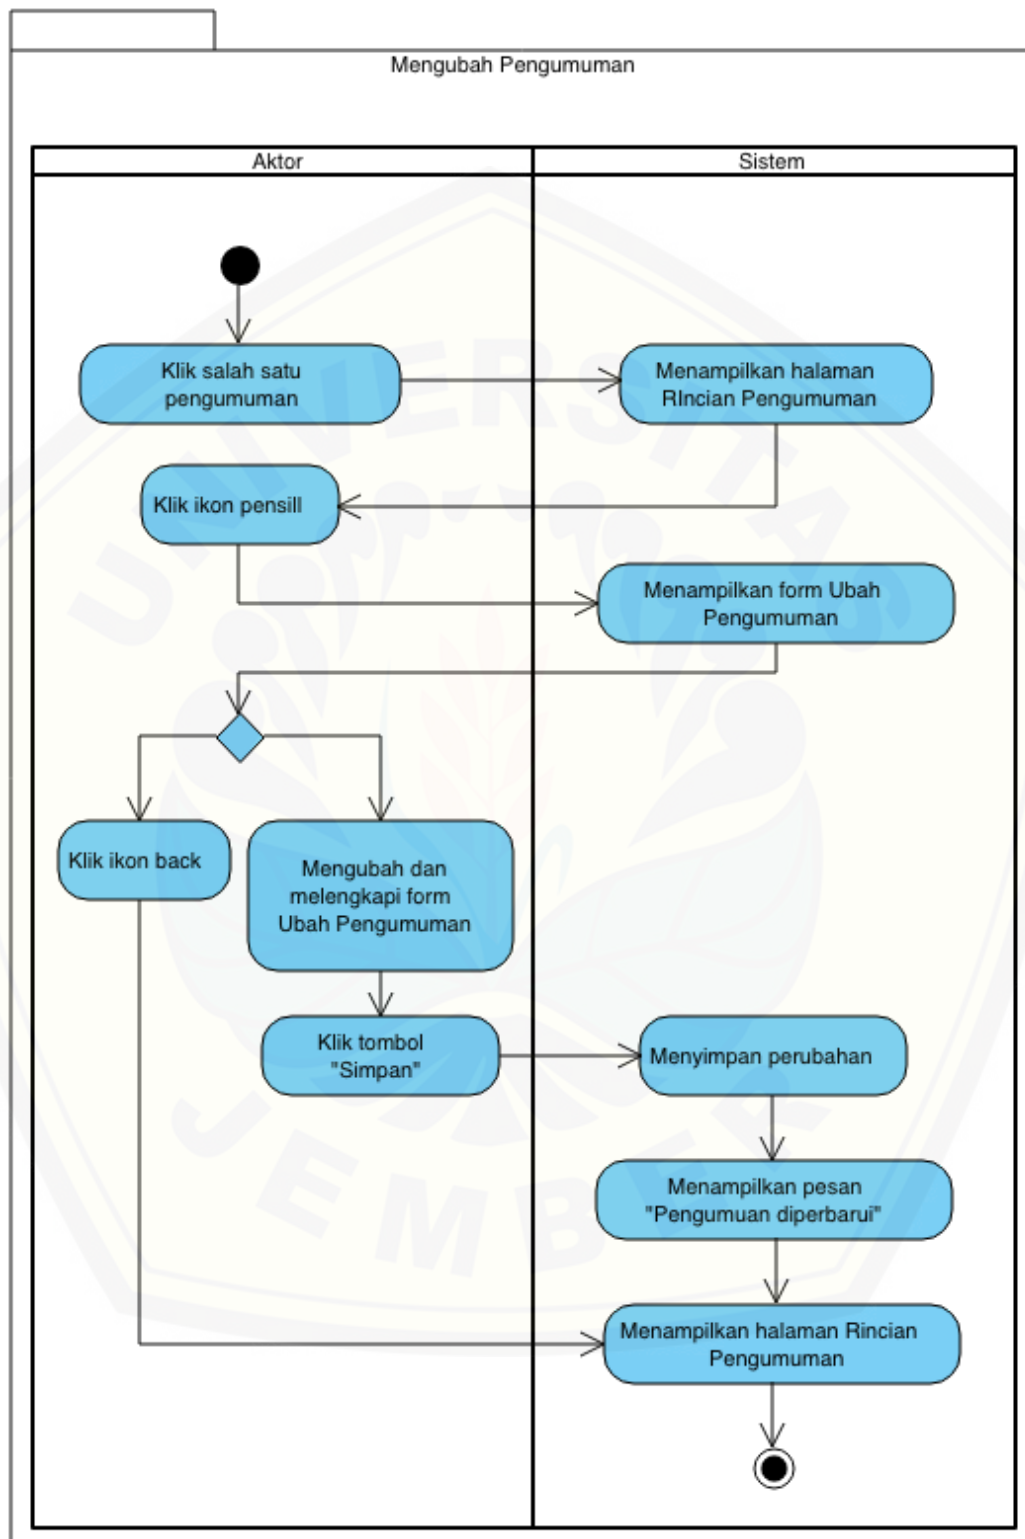 Mengubah Pengumuman
Aktor
Sistem
Klik salah satu
pengumuman
Menampilkan halaman
RIncian Pengumuman
Klik ikon pensill
Menampilkan form Ubah
Pengumuman
Klik ikon back
Mengubah dan
melengkapi form
Ubah Pengumuman
Klik tombol
"Simpan"
Menyimpan perubahan
Menampilkan pesan
"Pengumuan diperbarui"
Menampilkan halaman Rincian
Pengumuman
UNIVERSITAS
JEMBER